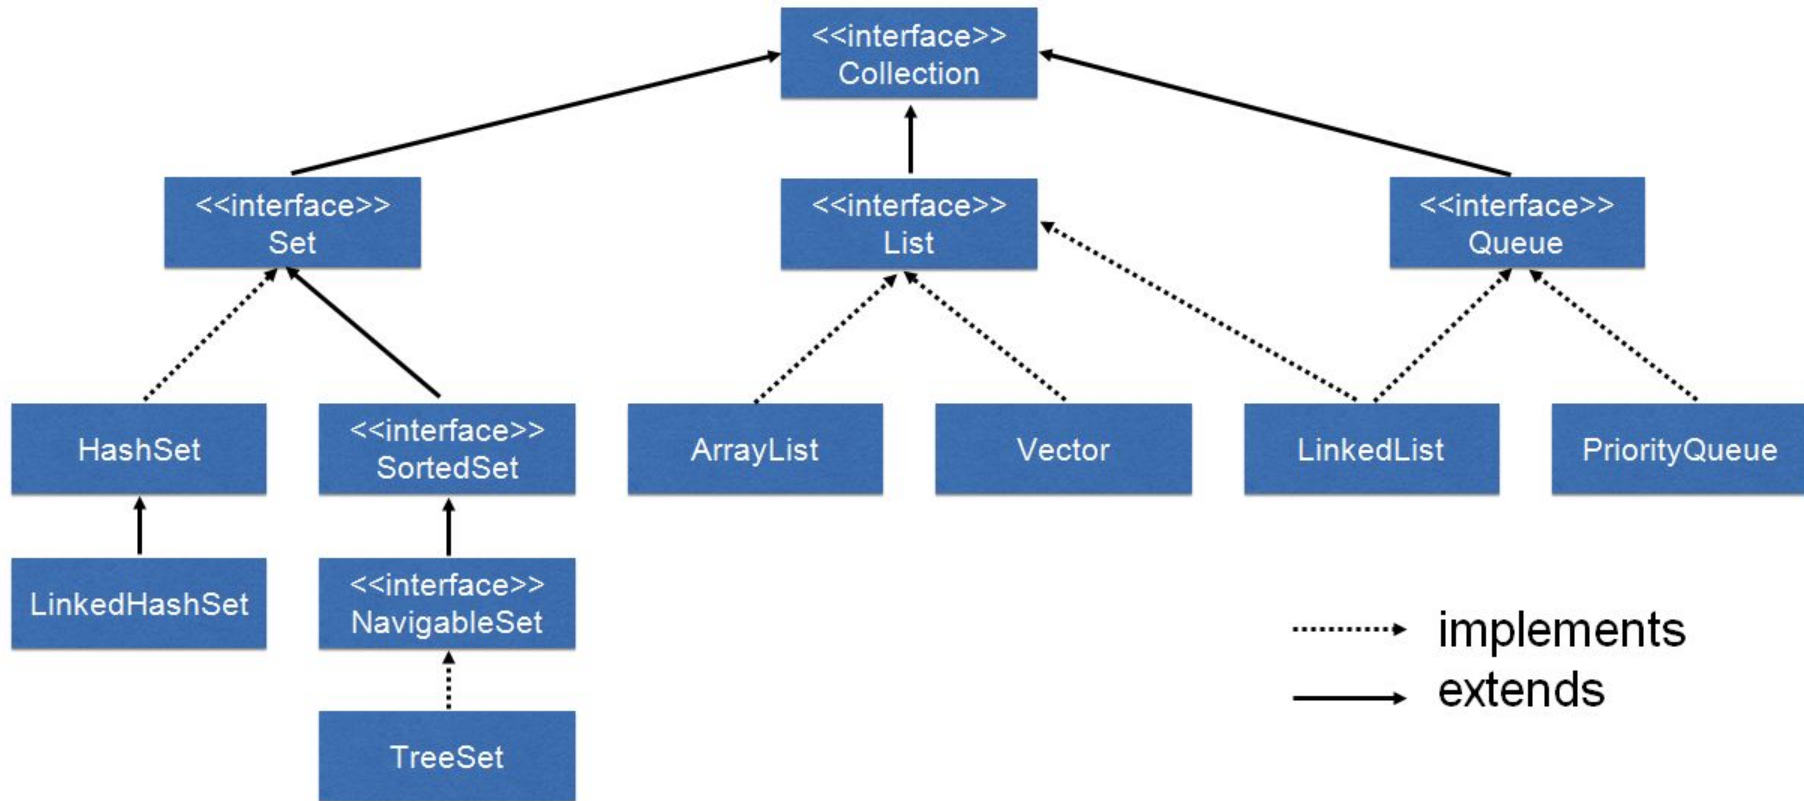 <<interface>>
Collection
<<interface>>
Set
<<interface>>
List
<<interface>>
Queue
HashSet
<<interface>>
SortedSet
ArrayList
Vector
LinkedList
PriorityQueue
LinkedHashSet
<<interface>>
NavigableSet
TreeSet
implements
extends